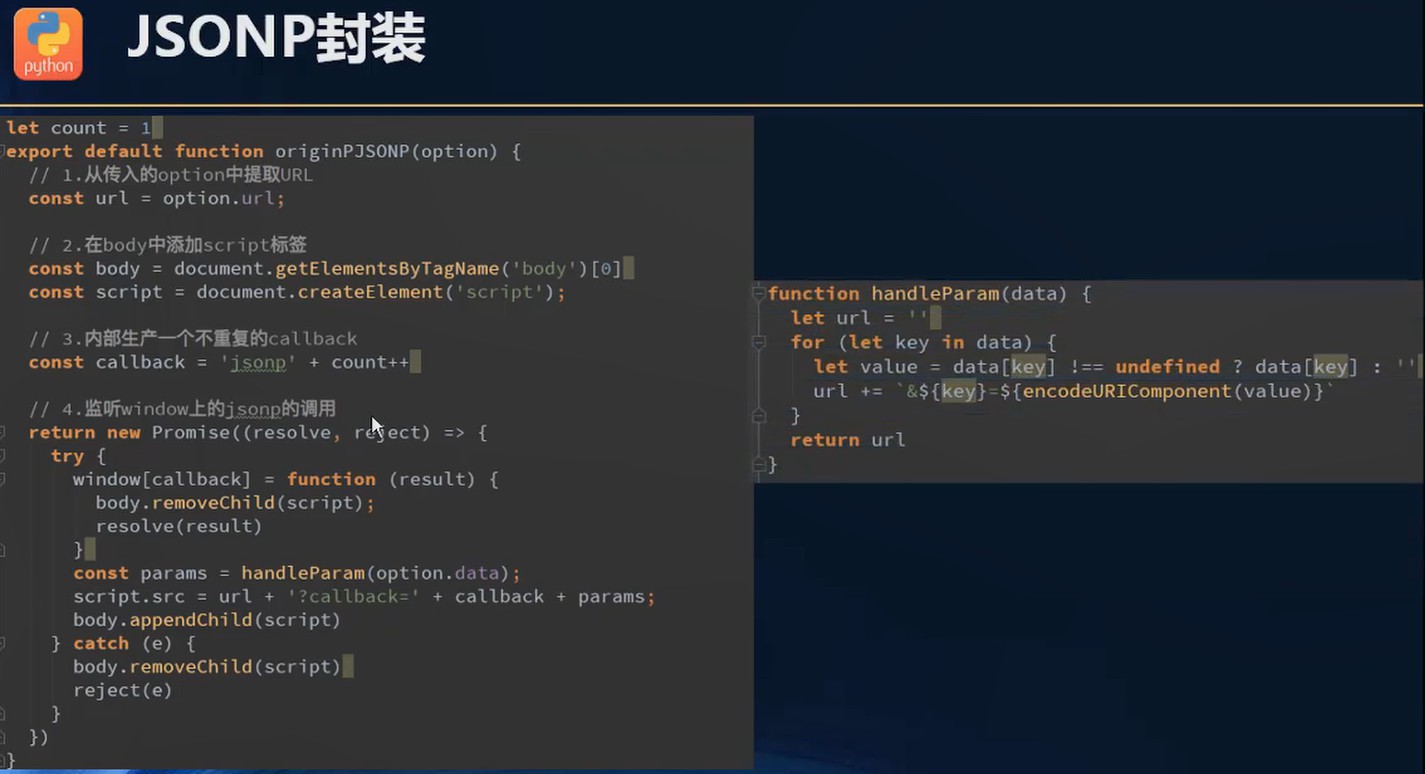 python
JSONP封装
let count = 1
export default function originPJSONP(option) {
// 1.从传入的option中提取URL
const url = option.url;
// 2.在body中添加script标签
const body = document.getElementsByTagName('body')[0]
const script = document.createElement('script');
// 3.内部生产一个不重复的callback
const callback = 'jsonp' + count++
// 4.监听window上的jsonp的调用
return new Promise((resolve, reject) => {
try {
window[callback] = function (result) {
body.removeChild(script);
resolve(result)
}
const params = handleParam(option.data);
script.src = url + '?callback=' + callback + params;
body.appendChild(script)
} catch (e) {
body.removeChild(script)
reject(e)
}
})
}
function handleParam(data) {
let url = ''
for (let key in data) {
let value = data[key] !== undefined ? data[key] : ''
url += `&${key}=${encodeURIComponent(value)}`
}
return url
}